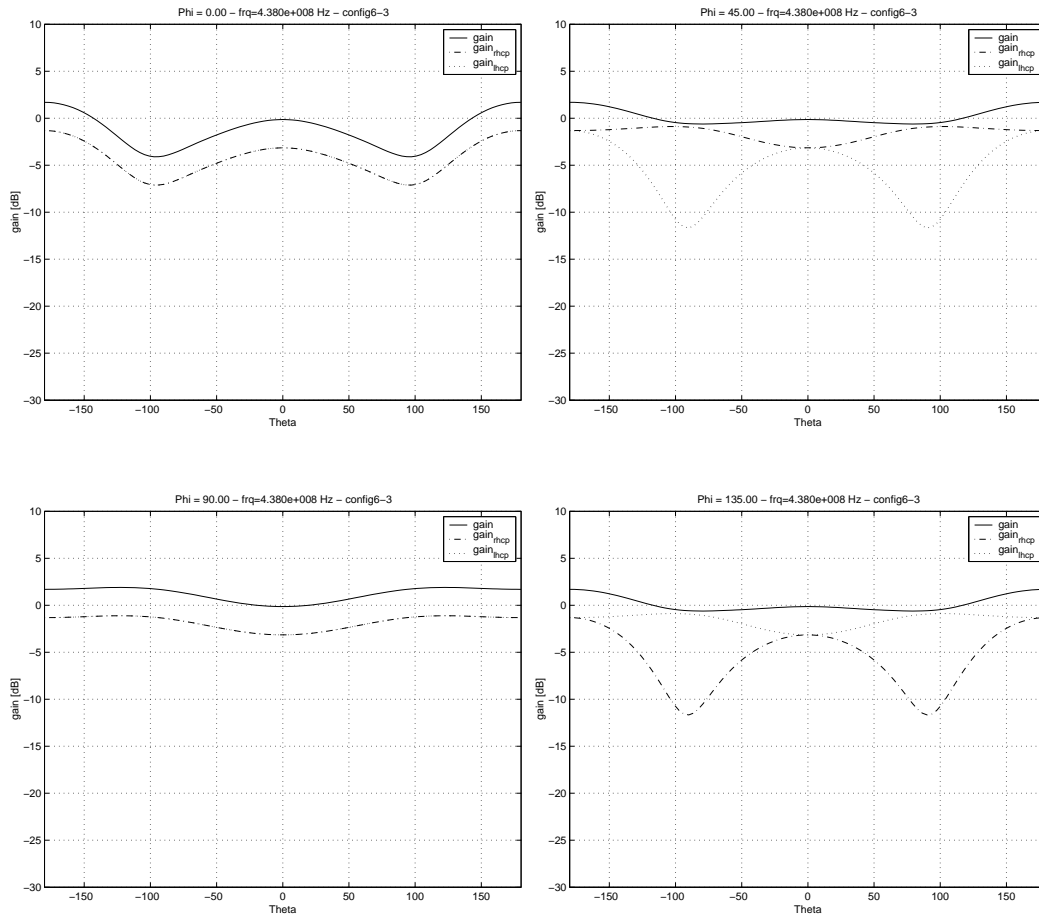 Phi = 0.00 − frq=4.380e+008 Hz − config6−3
10
5
0
−5
−10
−15
−20
−25
−30
gain [dB]
−150 −100 −50 0 50 100 150
Theta
gain
gain_rhcp
gain_lhcp
Phi = 45.00 − frq=4.380e+008 Hz − config6−3
10
5
0
−5
−10
−15
−20
−25
−30
gain [dB]
−150 −100 −50 0 50 100 150
Theta
gain
gain_rhcp
gain_lhcp
Phi = 90.00 − frq=4.380e+008 Hz − config6−3
10
5
0
−5
−10
−15
−20
−25
−30
gain [dB]
−150 −100 −50 0 50 100 150
Theta
gain
gain_rhcp
gain_lhcp
Phi = 135.00 − frq=4.380e+008 Hz − config6−3
10
5
0
−5
−10
−15
−20
−25
−30
gain [dB]
−150 −100 −50 0 50 100 150
Theta
gain
gain_rhcp
gain_lhcp